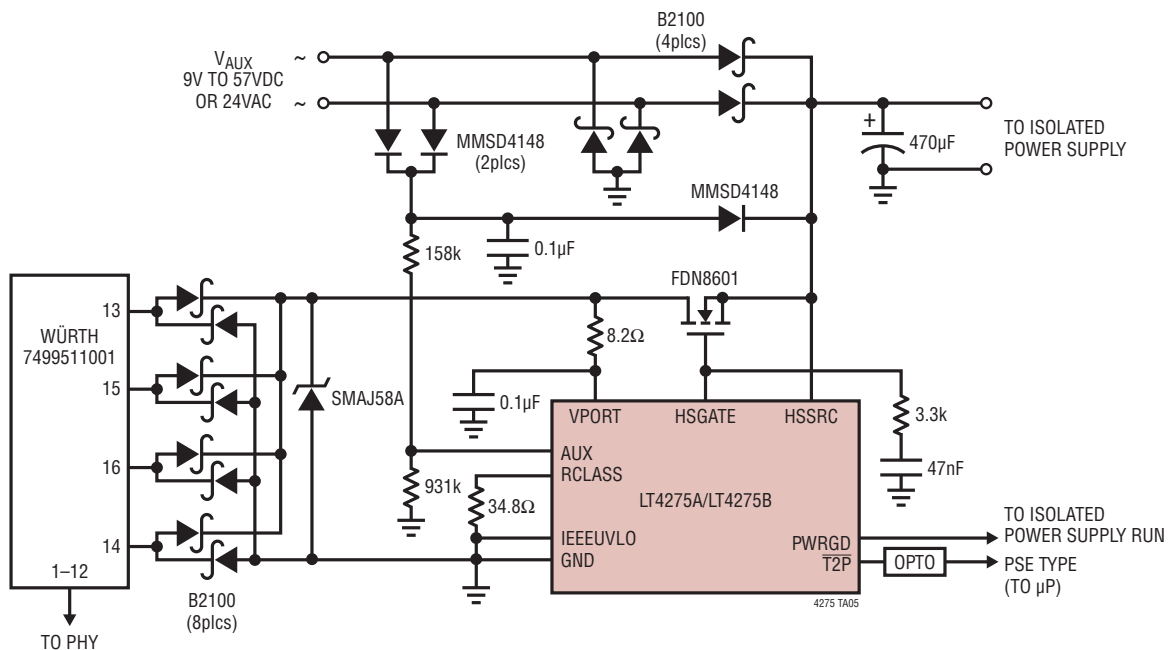 B2100
(4plcs)
VAUX
9V TO 57VDC
OR 24VAC
~
~
MMSD4148
(2plcs)
+
470µF
TO ISOLATED
POWER SUPPLY
MMSD4148
158k
0.1µF
FDN8601
13
WÜRTH
7499511001
8.2Ω
15
SMAJ58A
0.1µF
VPORT
HSGATE
HSSRC
3.3k
AUX
16
RCLASS
931k
47nF
34.8Ω
LT4275A/LT4275B
14
IEEEUVLO
PWRGD
TO ISOLATED
POWER SUPPLY RUN
GND
T2P
OPTO
PSE TYPE
(TO µP)
1–12
B2100
(8plcs)
4275 TA05
TO PHY